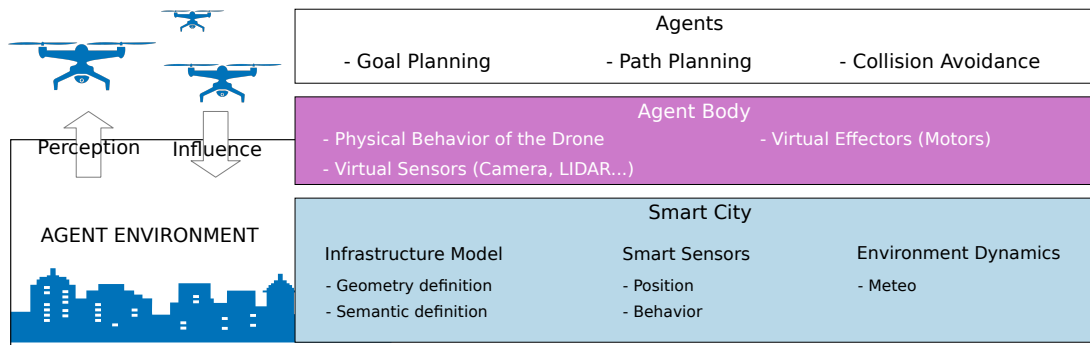 Agents
- Goal Planning - Path Planning - Collision Avoidance
Agent Body
- Physical Behavior of the Drone - Virtual Effectors (Motors)
- Virtual Sensors (Camera, LIDAR...)
Perception Influence
AGENT ENVIRONMENT
Smart City
Infrastructure Model Smart Sensors Environment Dynamics
- Geometry definition - Position - Meteo
- Semantic definition - Behavior